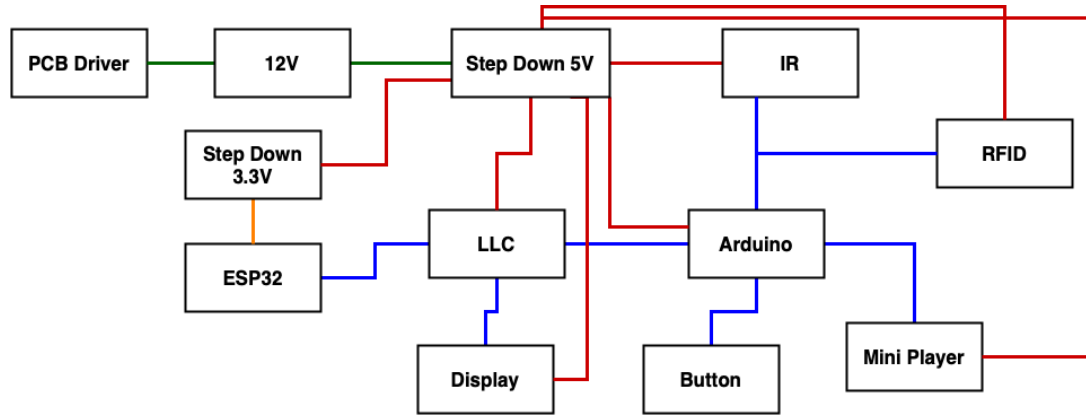 PCB Driver
12V
Step Down 5V
IR
RFID
Step Down
3.3V
LLC
Arduino
ESP32
Display
Button
Mini Player